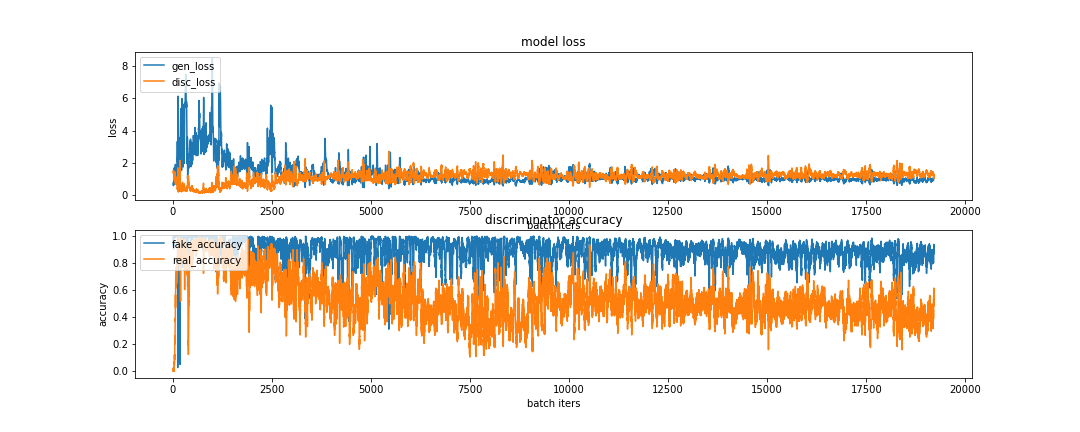 model loss
gen_loss
disc_loss
loss
8
6
4
2
0
0 2500 5000 7500 10000 12500 15000 17500 20000
batch iters
discriminator accuracy
fake_accuracy
real_accuracy
accuracy
1.0
0.8
0.6
0.4
0.2
0.0
0 2500 5000 7500 10000 12500 15000 17500 20000
batch iters